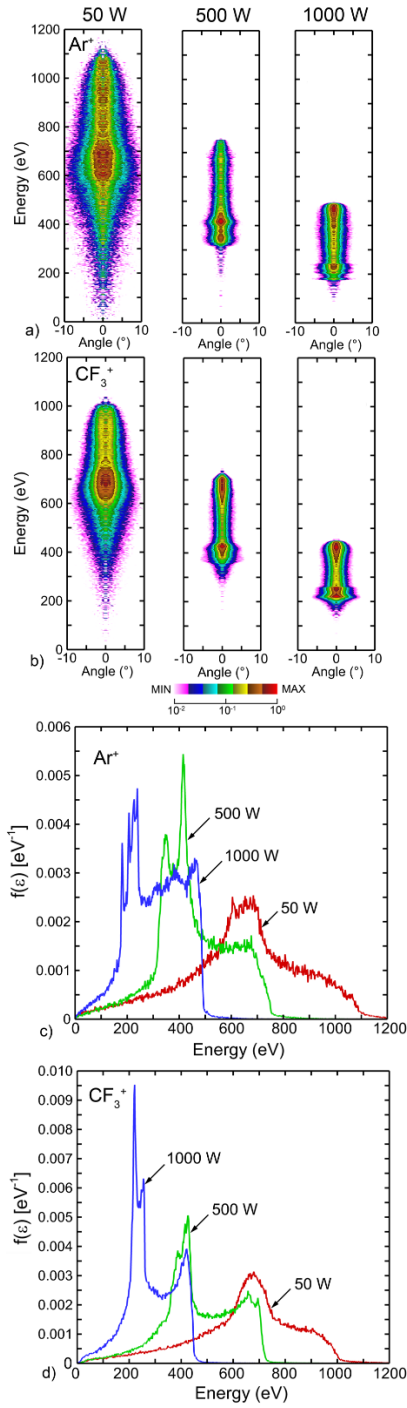 50 W 500 W 1000 W
Ar+
Energy (eV)
1200
1000
800
600
400
200
0
-10 0 10 -10 0 10 -10 0 10
Angle (°) Angle (°) Angle (°)
a)
CF3+
Energy (eV)
1200
1000
800
600
400
200
0
-10 0 10 -10 0 10 -10 0 10
Angle (°) Angle (°) Angle (°)
b)
MIN MAX
10-2 10-1 100
Ar+
f(ε) [eV-1]
0.006
0.005
0.004
0.003
0.002
0.001
0
500 W
1000 W
50 W
0 200 400 600 800 1000 1200
c) Energy (eV)
CF3+
f(ε) [eV-1]
0.010
0.009
0.008
0.007
0.006
0.005
0.004
0.003
0.002
0.001
0
1000 W
500 W
50 W
0 200 400 600 800 1000 1200
d) Energy (eV)